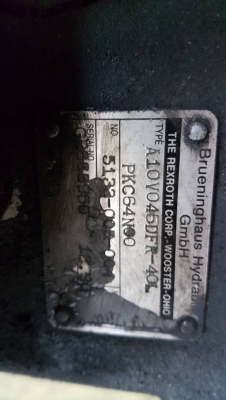 Brueninghaus Hydrau
GmbH
THE REXROTH CORP.-WOOSTER-OHIO
TYPE A10VO45DFR-40L
PKC64N00
NO.
SERIAL NO.